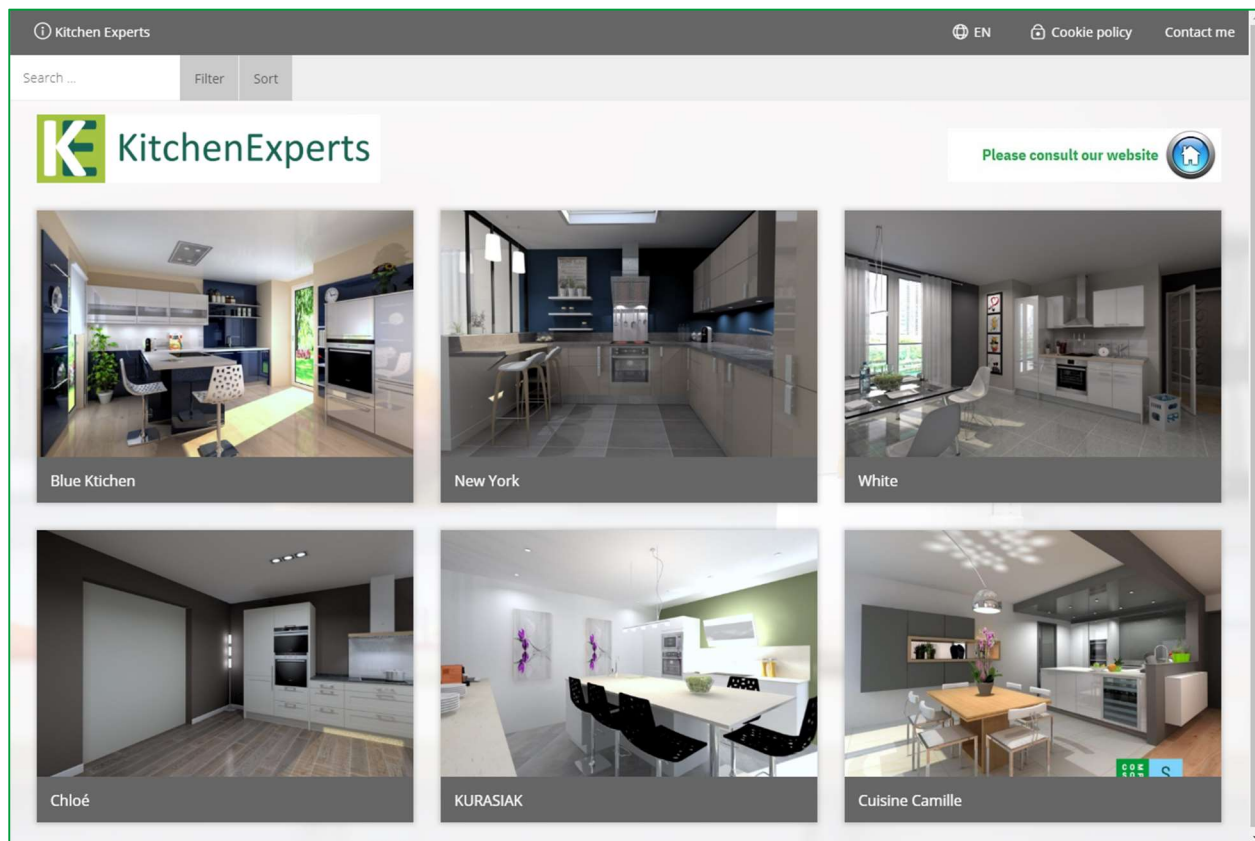 Kitchen Experts
EN
Cookie policy
Contact me
Search ...
Filter
Sort
KE KitchenExperts
Please consult our website
Blue Ktichen
New York
White
Chloé
KURASIAK
Cuisine Camille